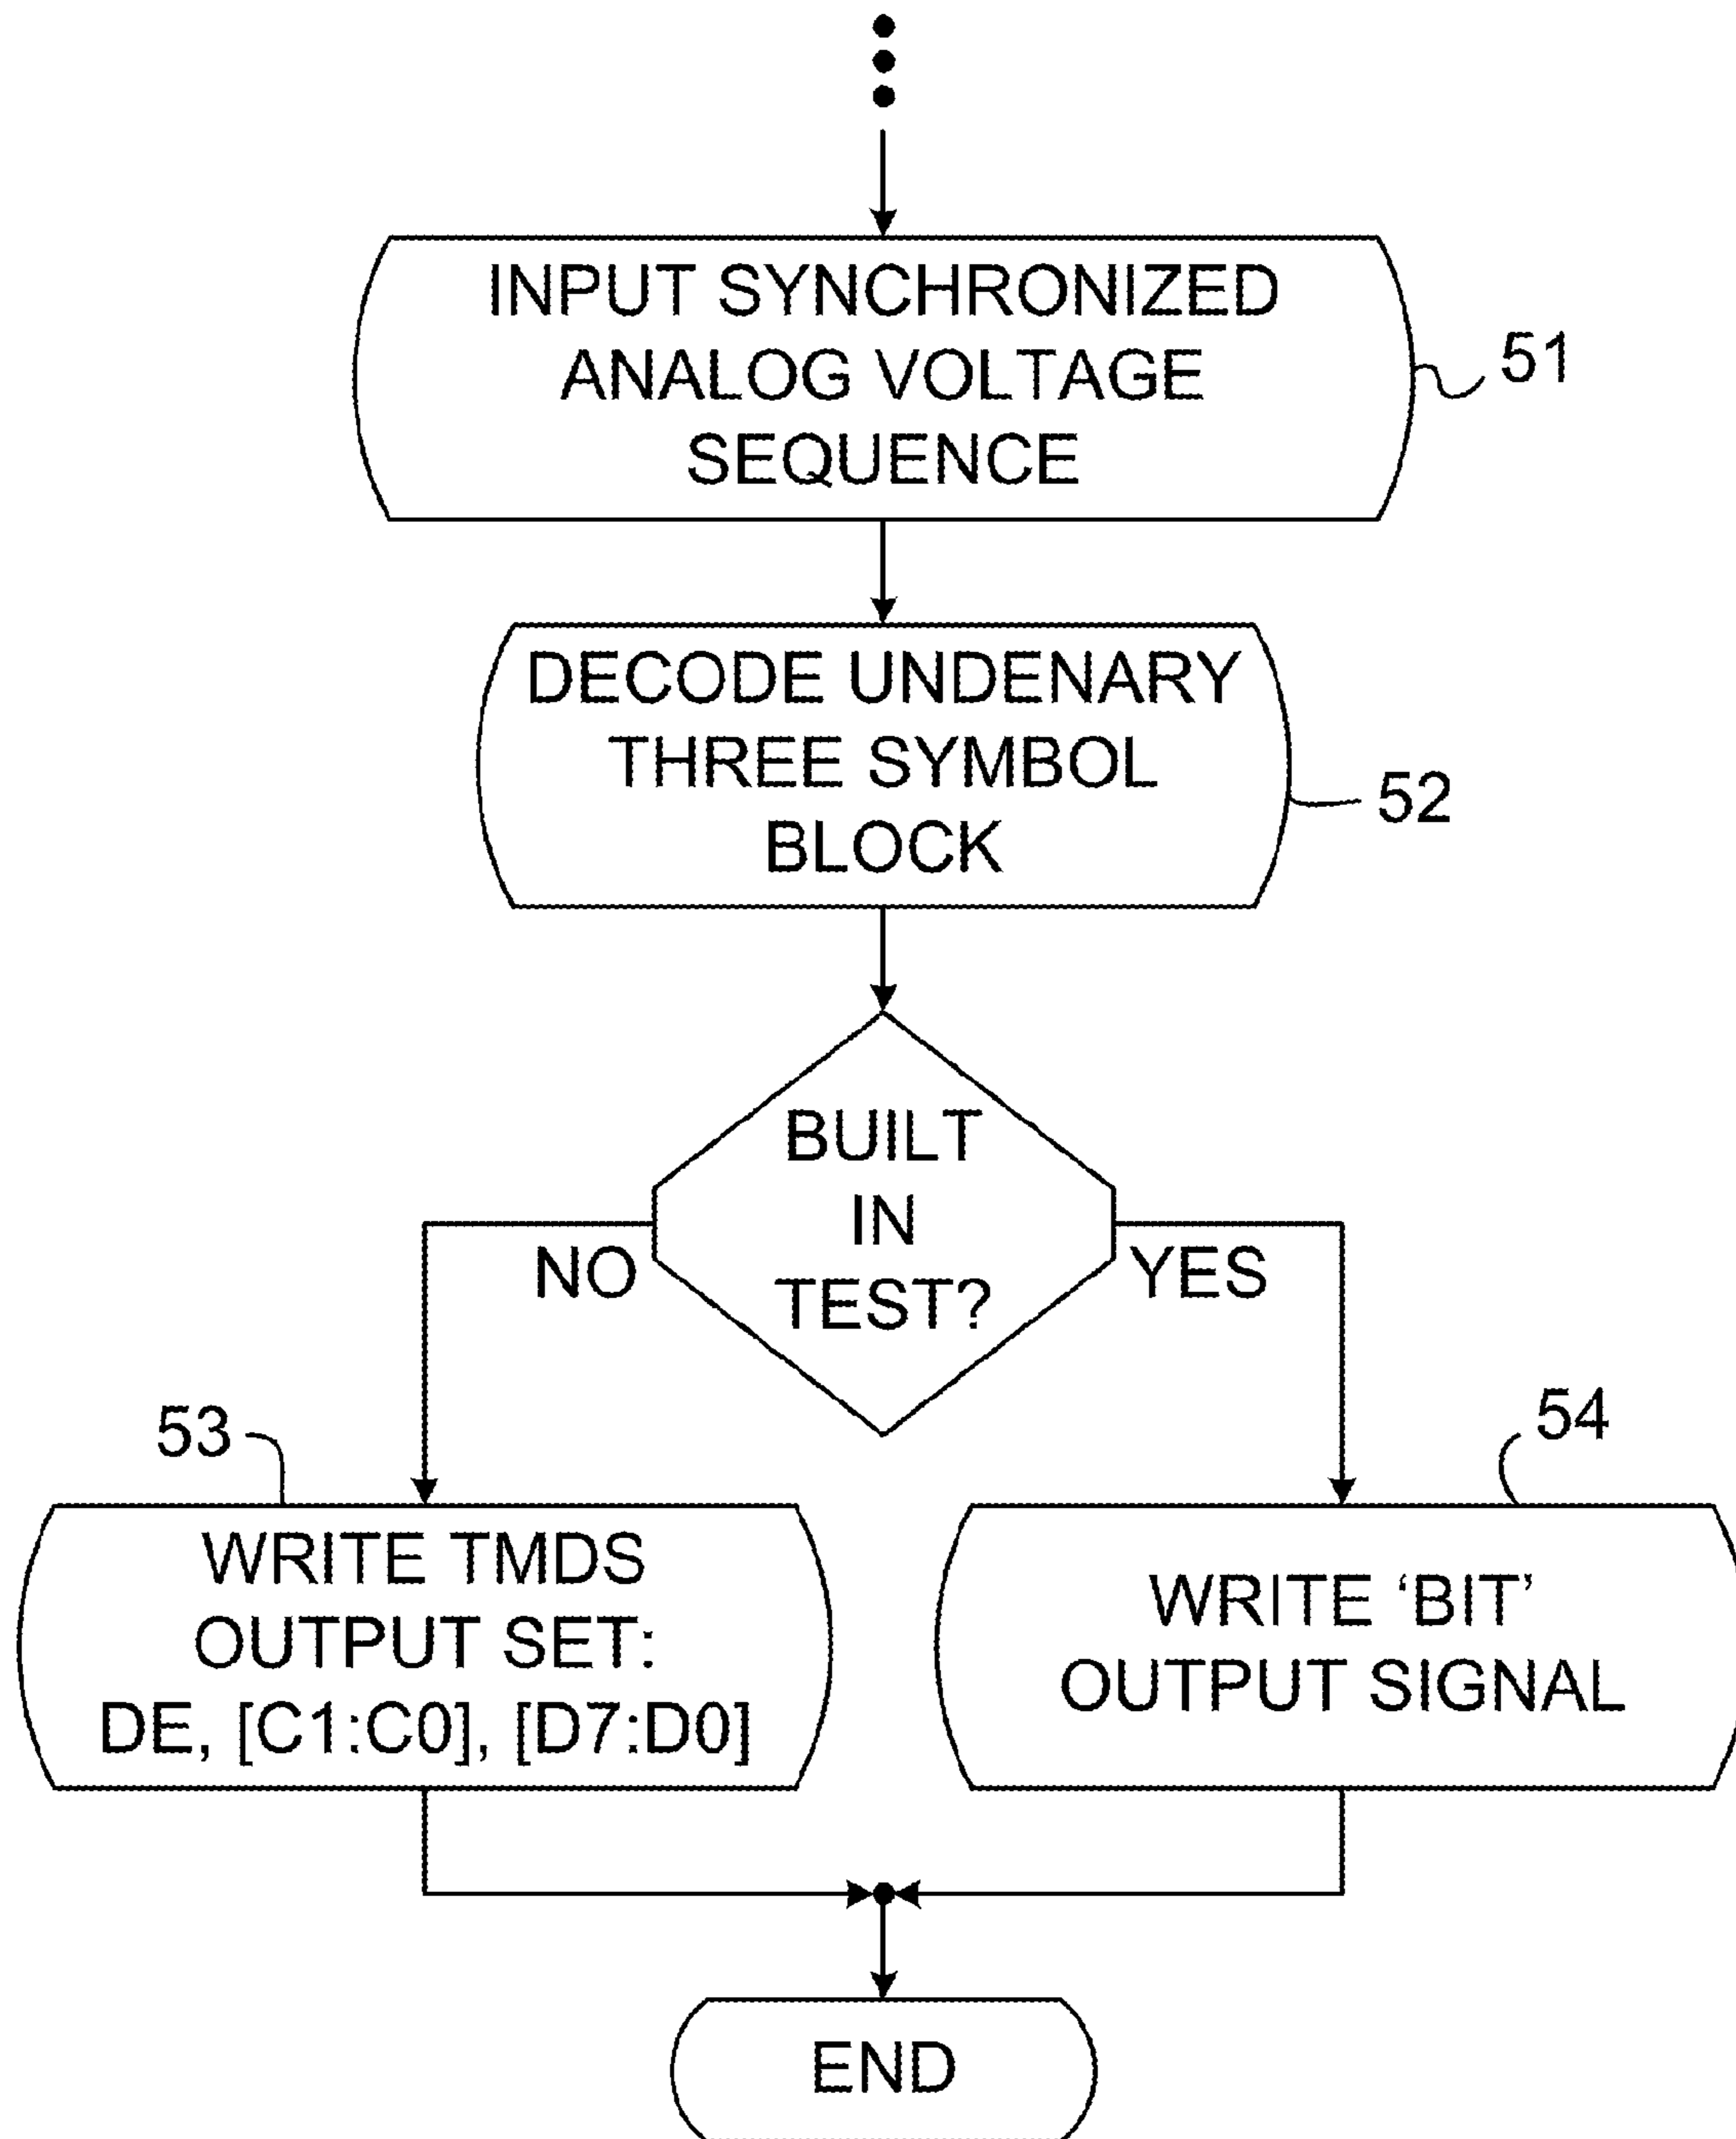 INPUT SYNCHRONIZED
ANALOG VOLTAGE
SEQUENCE
51
DECODE UNDENARY
THREE SYMBOL
BLOCK
52
BUILT
IN
TEST?
NO
YES
53
54
WRITE TMDS
OUTPUT SET:
DE, [C1:C0], [D7:D0]
WRITE ‘BIT’
OUTPUT SIGNAL
END